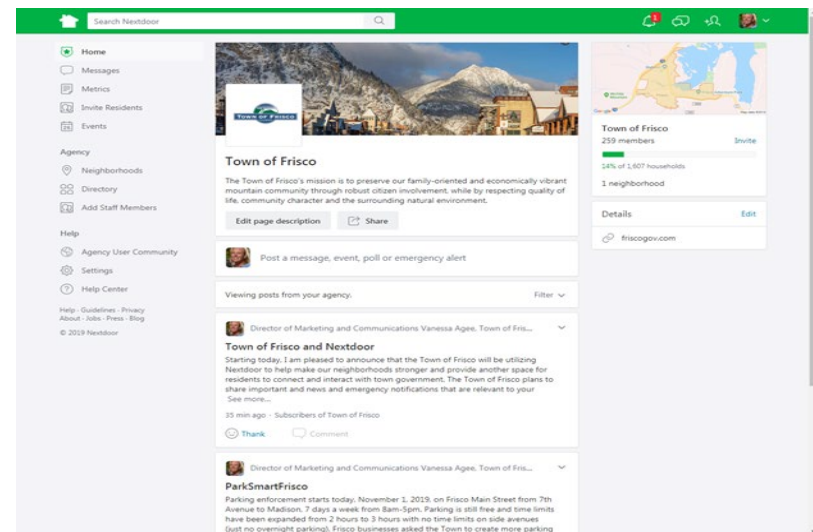 Search Nextdoor
1
Home
Messages
Metrics
Invite Residents
Events
Agency
Neighborhoods
Directory
Add Staff Members
Help
Agency User Community
Settings
Help Center
Help · Guidelines · Privacy
About · Jobs · Press · Blog
© 2019 Nextdoor
TOWN OF FRISCO
Town of Frisco
The Town of Frisco's mission is to preserve our family-oriented and economically vibrant
mountain community through robust citizen involvement, while by respecting quality of
life, community character and the surrounding natural environment.
Edit page description
Share
Post a message, event, poll or emergency alert
Viewing posts from your agency.
Filter
Director of Marketing and Communications Vanessa Agee, Town of Fris...
Town of Frisco and Nextdoor
Starting today, I am pleased to announce that the Town of Frisco will be utilizing
Nextdoor to help make our neighborhoods stronger and provide another space for
residents to connect and interact with town government. The Town of Frisco plans to
share important and news and emergency notifications that are relevant to your
See more...
35 min ago · Subscribers of Town of Frisco
Thank
Comment
Director of Marketing and Communications Vanessa Agee, Town of Fris...
ParkSmartFrisco
Parking enforcement starts today, November 1, 2019, on Frisco Main Street from 7th
Avenue to Madison, 7 days a week from 8am-5pm. Parking is still free and time limits
have been expanded from 2 hours to 3 hours with no time limits on side avenues
(just no overnight parking). Frisco businesses asked the Town to create more parking
Town of Frisco
259 members
Invite
14% of 1,607 households
1 neighborhood
Details
Edit
friscogov.com